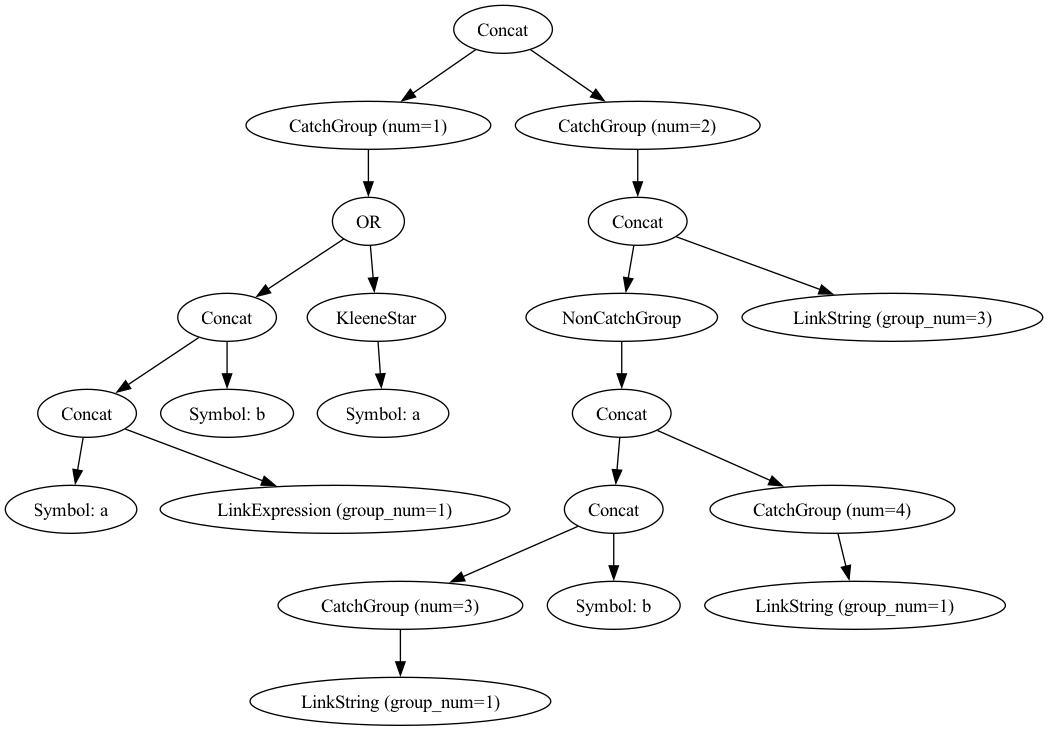 Concat
CatchGroup (num=1)
CatchGroup (num=2)
OR
Concat
Concat
KleeneStar
NonCatchGroup
LinkString (group_num=3)
Concat
Symbol: b
Symbol: a
Concat
Symbol: a
LinkExpression (group_num=1)
Concat
CatchGroup (num=4)
CatchGroup (num=3)
Symbol: b
LinkString (group_num=1)
LinkString (group_num=1)